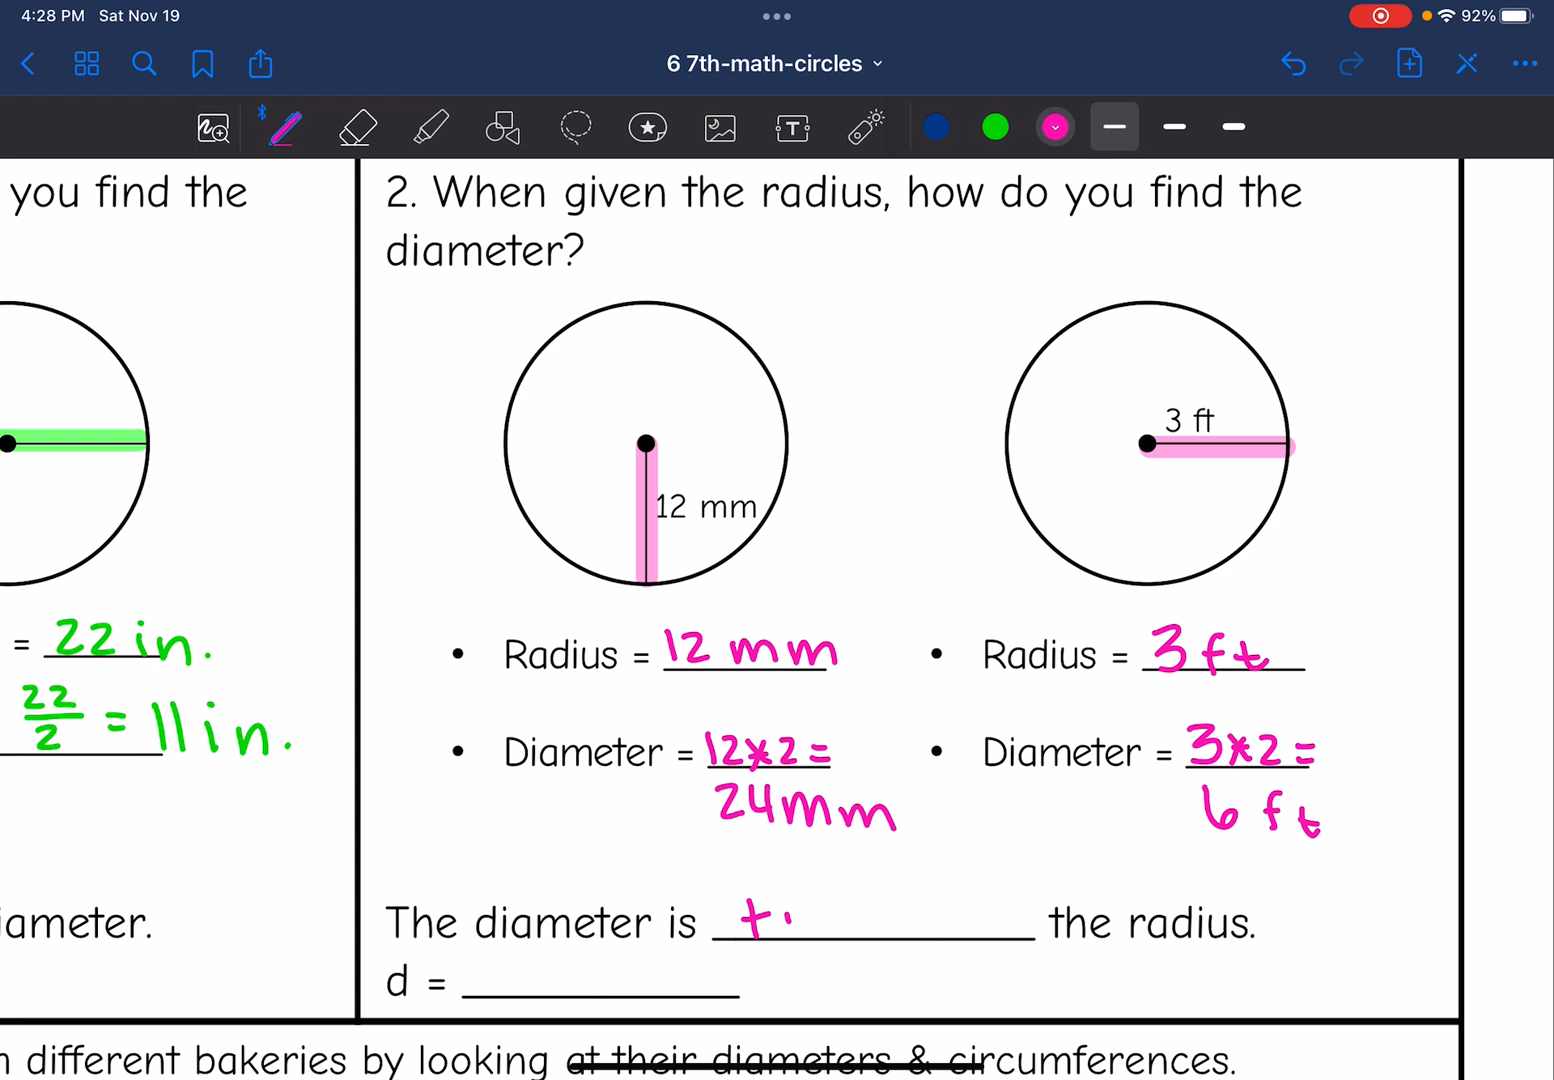 4:28 PM Sat Nov 19
92%
6 7th-math-circles
T
you find the
= 22 in.
22/2 = 11 in.
iameter.
2. When given the radius, how do you find the
diameter?
12 mm
3 ft
• Radius = 12 mm
• Radius = 3 ft
• Diameter = 12*2=
24mm
• Diameter = 3*2=
6 ft
The diameter is t the radius.
d =
different bakeries by looking at their diameters & circumferences.